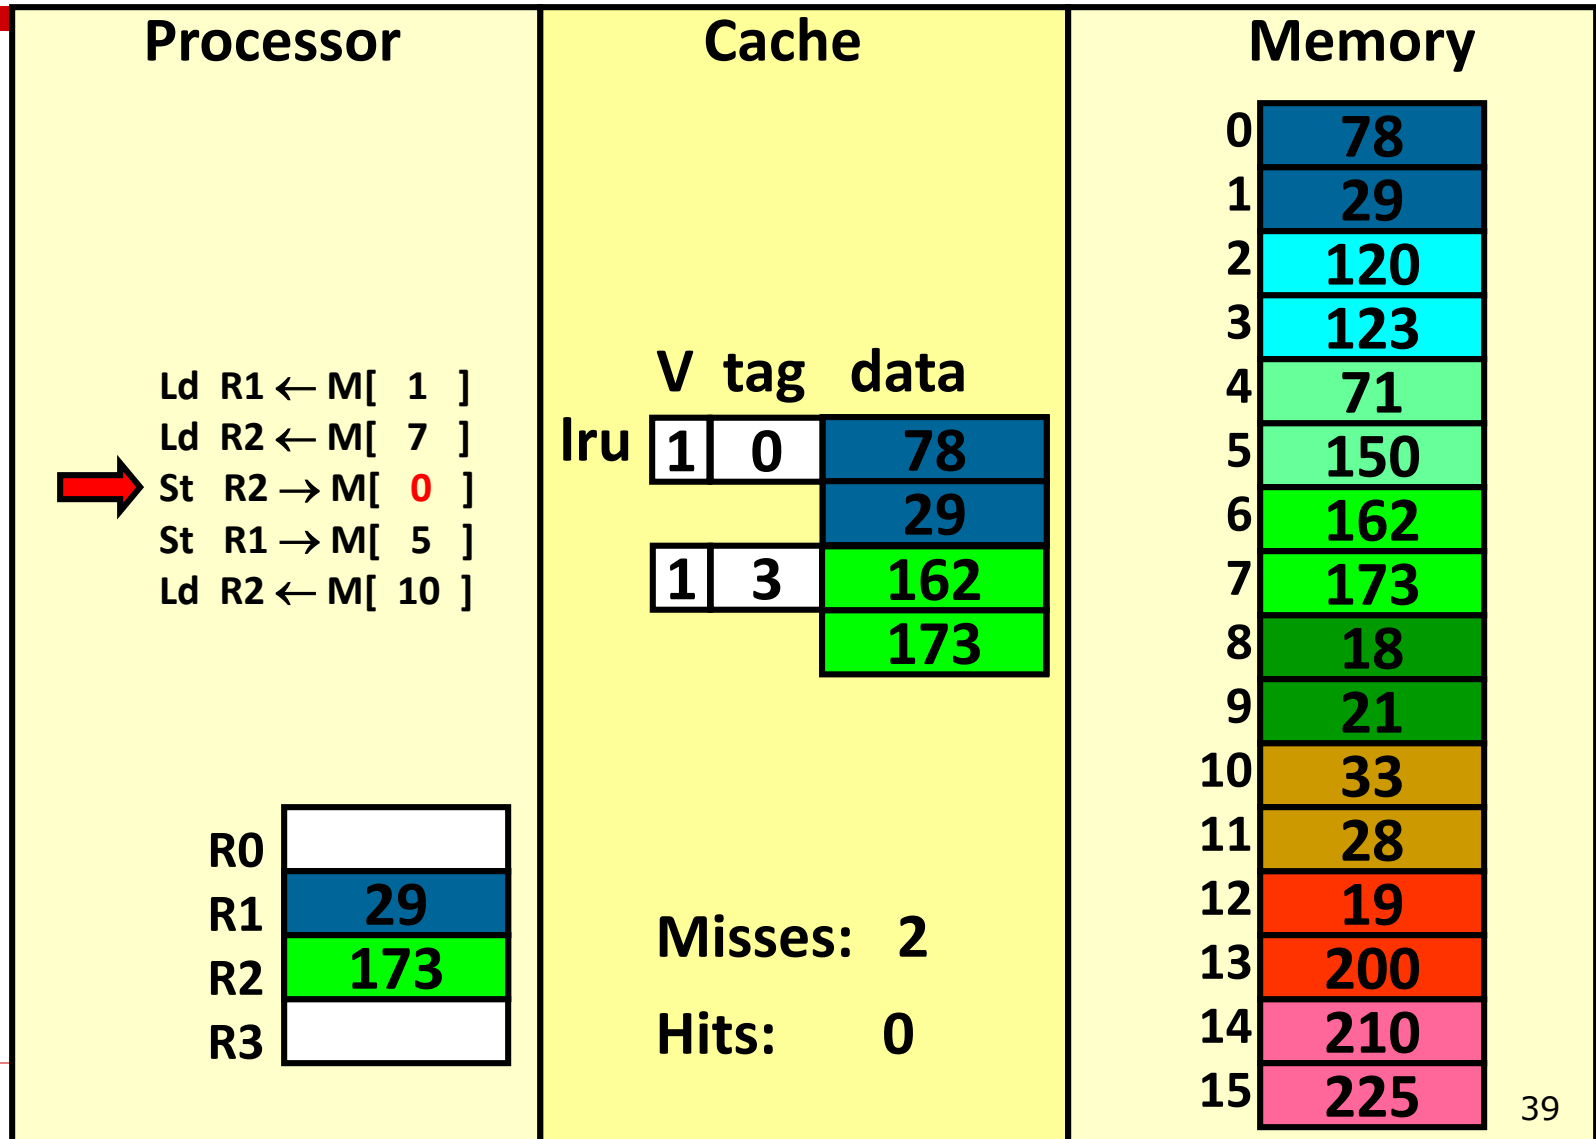 Processor
Ld R1 ← M[ 1 ]
Ld R2 ← M[ 7 ]
St R2 → M[ 0 ]
St R1 → M[ 5 ]
Ld R2 ← M[ 10 ]
R0
R1 29
R2 173
R3
Cache
V tag data
lru 1 0 78
29
1 3 162
173
Misses: 2
Hits: 0
Memory
0 78
1 29
2 120
3 123
4 71
5 150
6 162
7 173
8 18
9 21
10 33
11 28
12 19
13 200
14 210
15 225
39